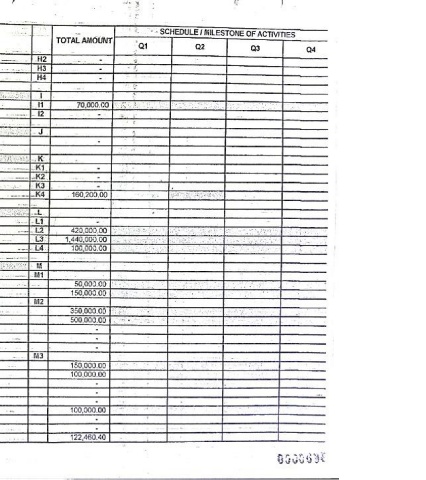 TOTAL AMOUNT SCHEDULE / MILESTONE OF ACTIVITIES
Q1 Q2 Q3 Q4
H2 -
H3 -
H4 -
I
I1 70,000.00
I2 -
J
-
K
K1 -
K2 -
K3 -
K4 160,200.00
L
L1 -
L2 420,000.00
L3 1,440,000.00
L4 100,000.00
M
M1
50,000.00
150,000.00
M2
350,000.00
500,000.00
-
-
-
M3
150,000.00
100,000.00
-
-
-
100,000.00
-
-
122,460.40